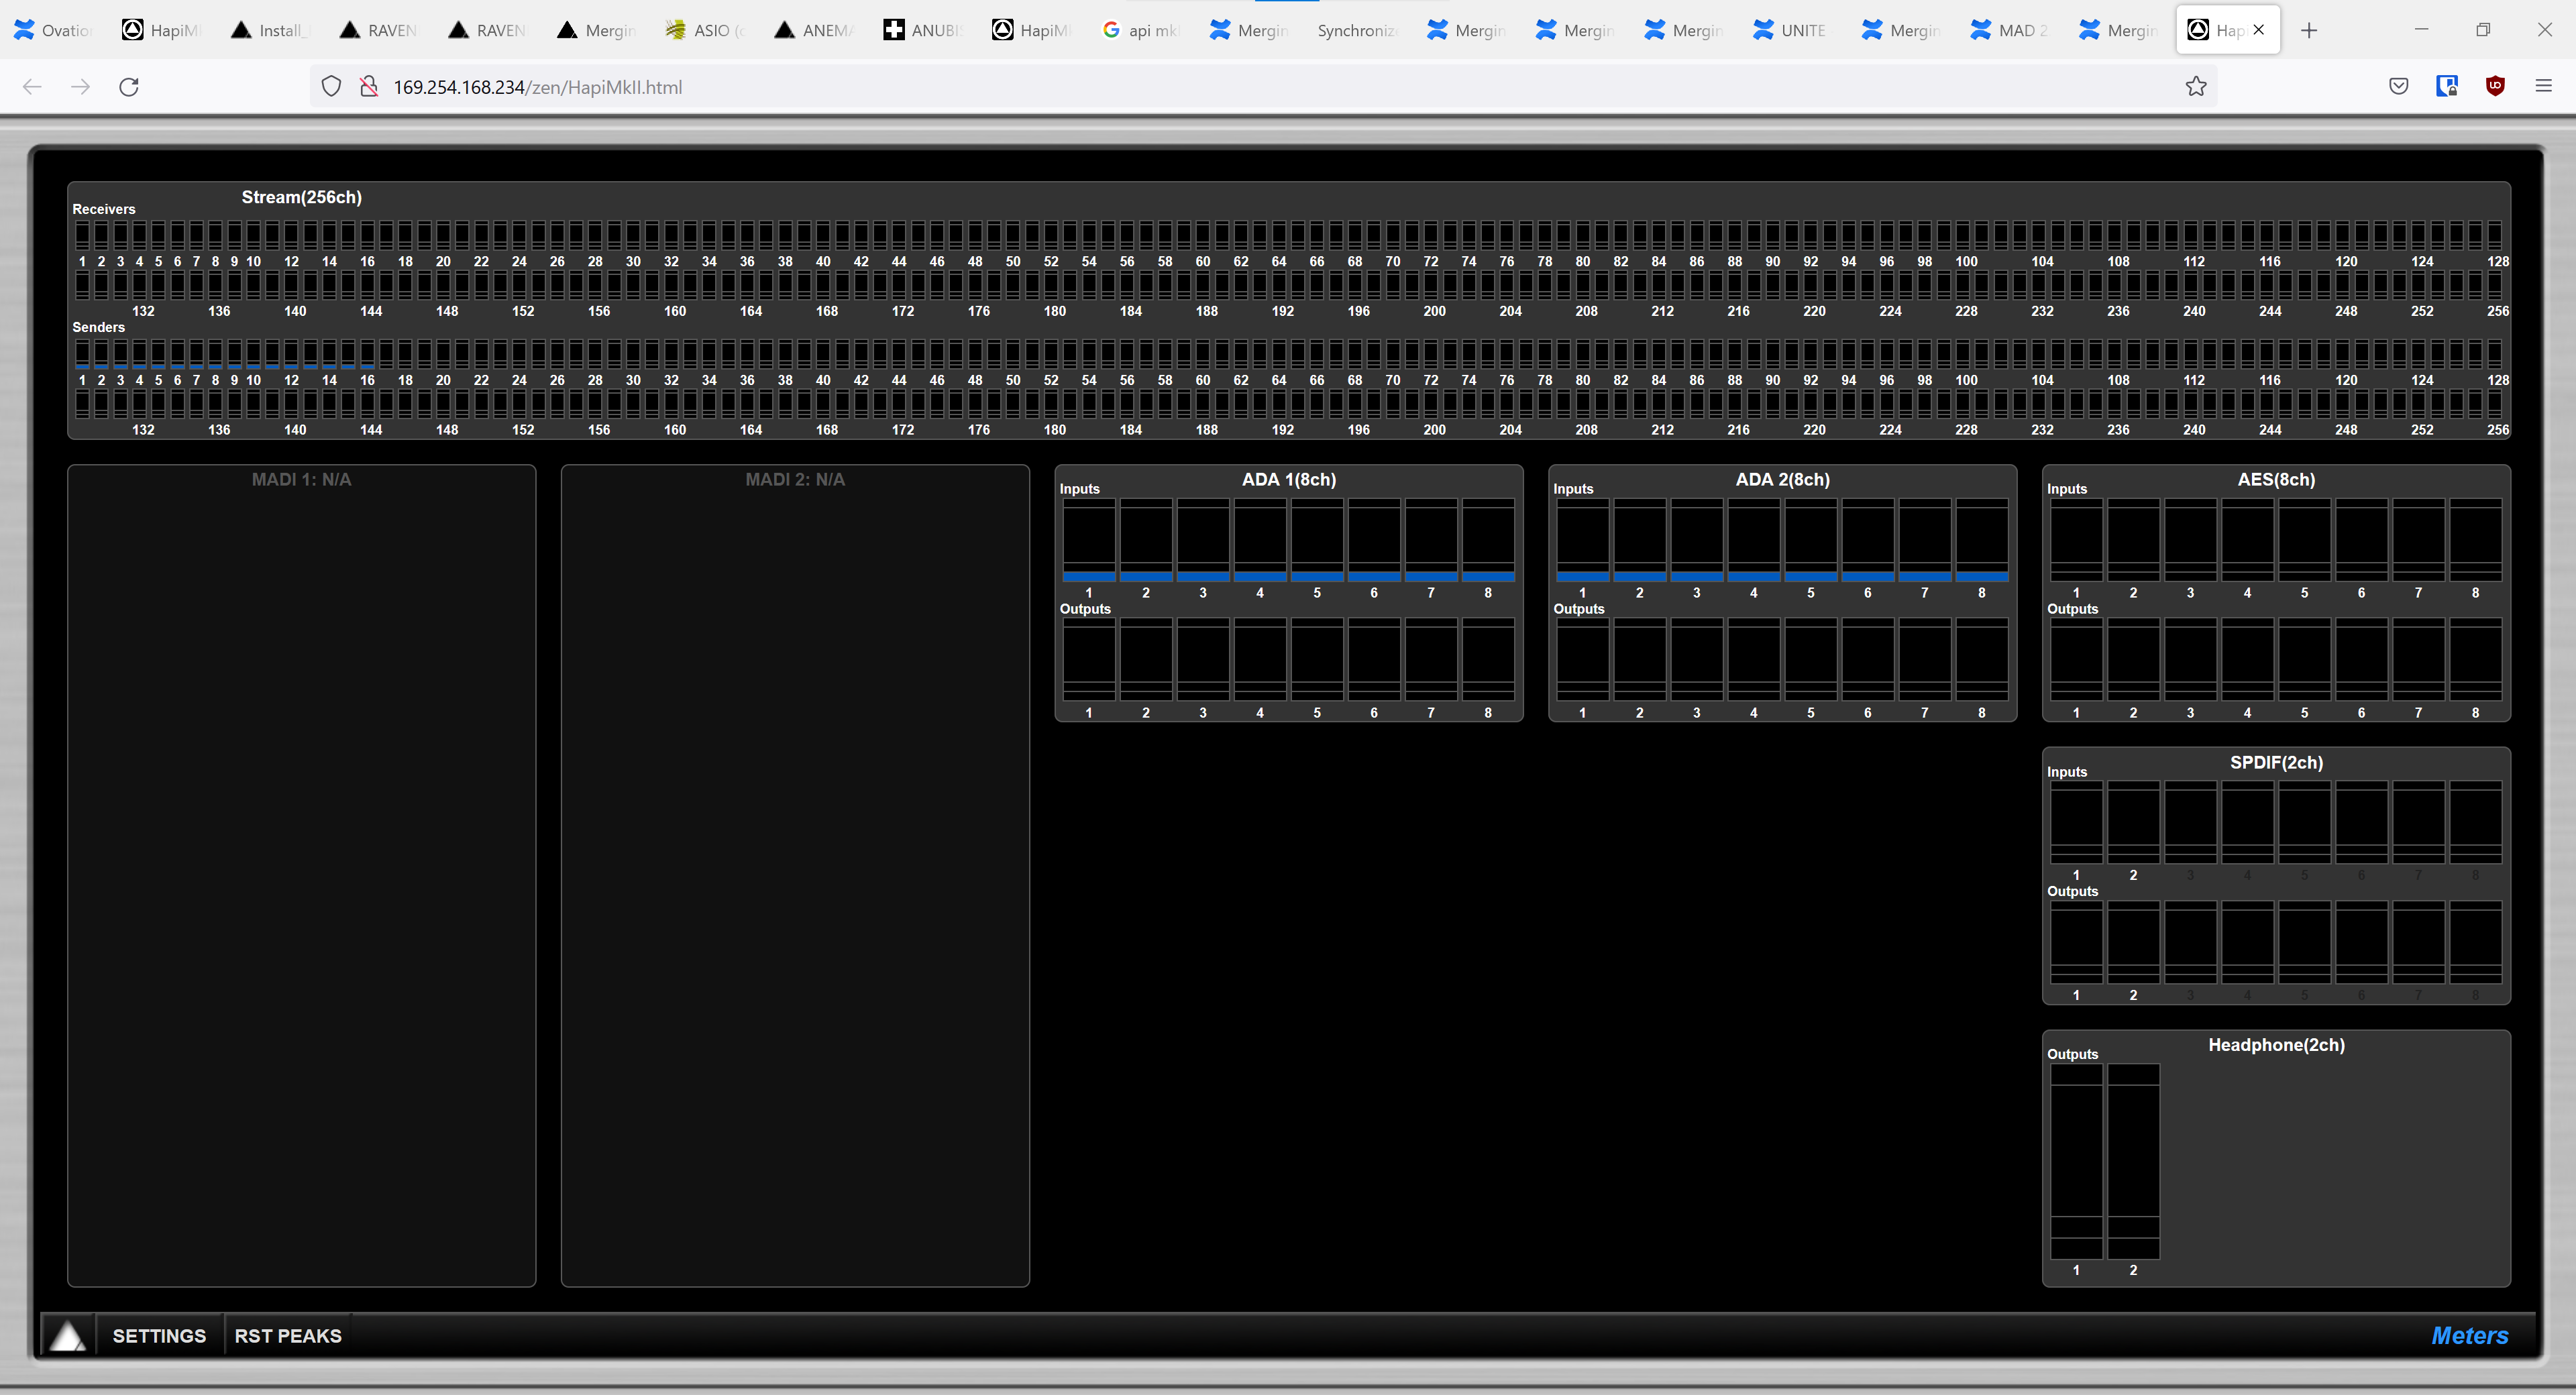 Ovatio HapiM Install_ RAVEN RAVEN Mergin ASIO ( ANEMA ANUBIS HapiM api mk Mergin Synchroniz Mergin Mergin Mergin UNITE Mergin MAD 2 Mergin Hap
169.254.168.234/zen/HapiMkII.html
Stream(256ch)
Receivers
1 2 3 4 5 6 7 8 9 10 12 14 16 18 20 22 24 26 28 30 32 34 36 38 40 42 44 46 48 50 52 54 56 58 60 62 64 66 68 70 72 74 76 78 80 82 84 86 88 90 92 94 96 98 100 104 108 112 116 120 124 128
132 136 140 144 148 152 156 160 164 168 172 176 180 184 188 192 196 200 204 208 212 216 220 224 228 232 236 240 244 248 252 256
Senders
1 2 3 4 5 6 7 8 9 10 12 14 16 18 20 22 24 26 28 30 32 34 36 38 40 42 44 46 48 50 52 54 56 58 60 62 64 66 68 70 72 74 76 78 80 82 84 86 88 90 92 94 96 98 100 104 108 112 116 120 124 128
132 136 140 144 148 152 156 160 164 168 172 176 180 184 188 192 196 200 204 208 212 216 220 224 228 232 236 240 244 248 252 256
MADI 1: N/A
MADI 2: N/A
ADA 1(8ch)
Inputs
1 2 3 4 5 6 7 8
Outputs
1 2 3 4 5 6 7 8
ADA 2(8ch)
Inputs
1 2 3 4 5 6 7 8
Outputs
1 2 3 4 5 6 7 8
AES(8ch)
Inputs
1 2 3 4 5 6 7 8
Outputs
1 2 3 4 5 6 7 8
SPDIF(2ch)
Inputs
1 2 3 4 5 6 7 8
Outputs
1 2 3 4 5 6 7 8
Headphone(2ch)
Outputs
1 2
SETTINGS
RST PEAKS
Meters